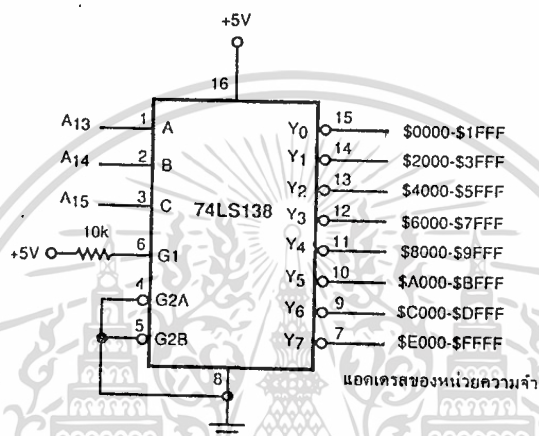 +5V
16
A13 1 A
A14 2 B
A15 3 C
74LS138
+5V 10k 6 G1
4 G2A
5 G2B
8
Y0 15 $0000-$1FFF
Y1 14 $2000-$3FFF
Y2 13 $4000-$5FFF
Y3 12 $6000-$7FFF
Y4 11 $8000-$9FFF
Y5 10 $A000-$BFFF
Y6 9 $C000-$DFFF
Y7 7 $E000-$FFFF
แอดเดรสของหน่วยความจำ